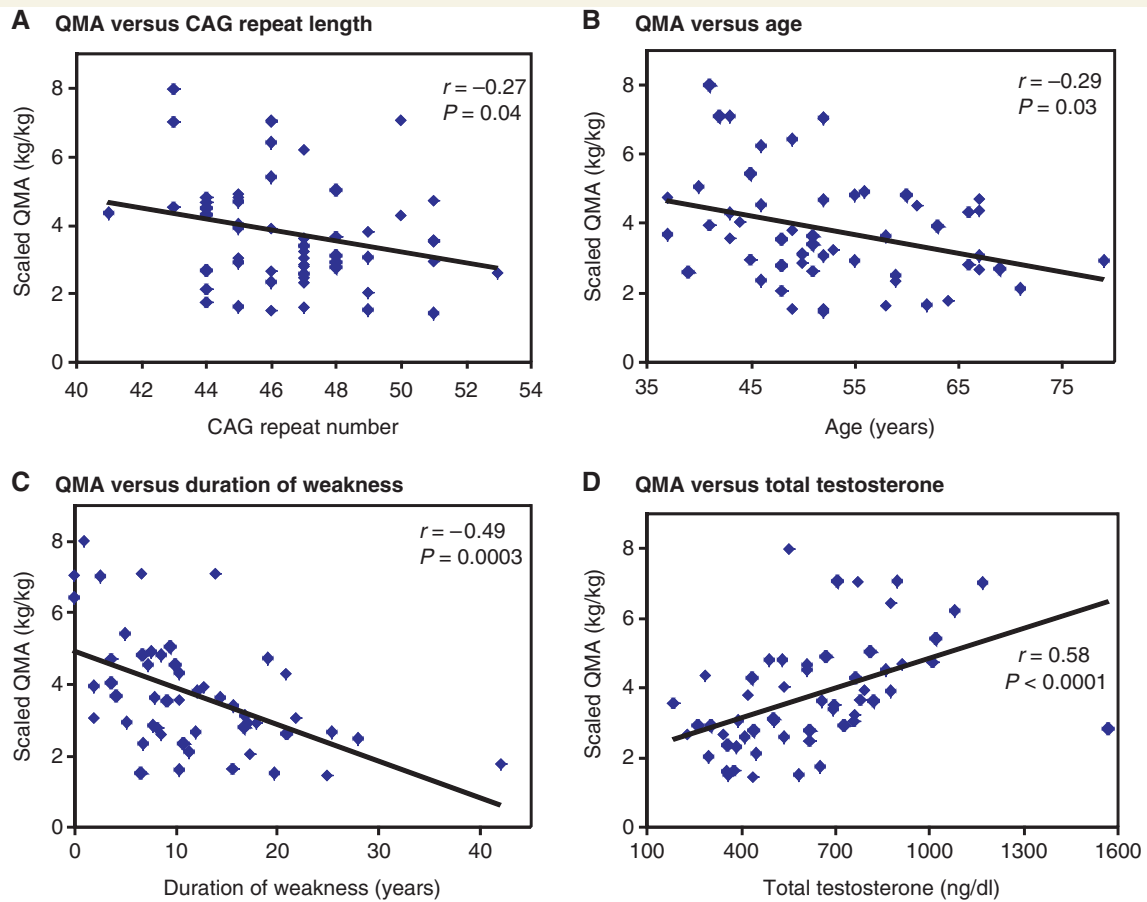 A QMA versus CAG repeat length
r = –0.27
P = 0.04
Scaled QMA (kg/kg)
8
6
4
2
0
40 42 44 46 48 50 52 54
CAG repeat number
B QMA versus age
r = –0.29
P = 0.03
Scaled QMA (kg/kg)
8
6
4
2
0
35 45 55 65 75
Age (years)
C QMA versus duration of weakness
r = –0.49
P = 0.0003
Scaled QMA (kg/kg)
8
6
4
2
0
0 10 20 30 40
Duration of weakness (years)
D QMA versus total testosterone
r = 0.58
P < 0.0001
Scaled QMA (kg/kg)
8
6
4
2
0
100 400 700 1000 1300 1600
Total testosterone (ng/dl)